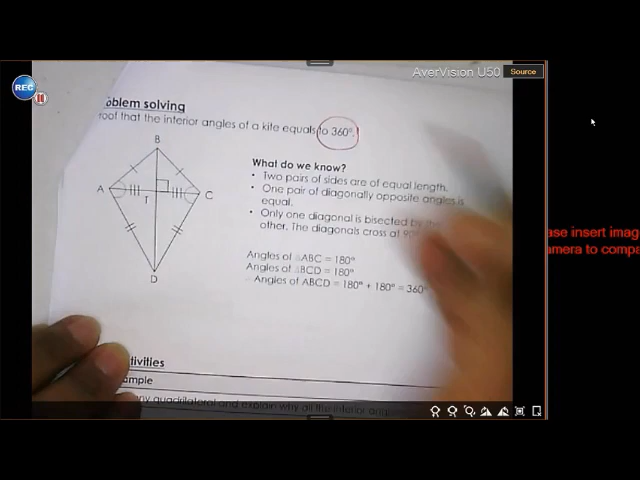 AverVision U50
Source
REC
oblem solving
roof that the interior angles of a kite equals to 360°.
B
A
C
r
D
What do we know?
• Two pairs of sides are of equal length.
• One pair of diagonally opposite angles is
equal.
• Only one diagonal is bisected by the
other. The diagonals cross at 90
Angles of △ABC = 180°
Angles of △BCD = 180°
Angles of ABCD = 180° + 180° = 360°
ase insert imag
amera to compa
tivities
ample
any quadrilateral and explain why all the interior ang